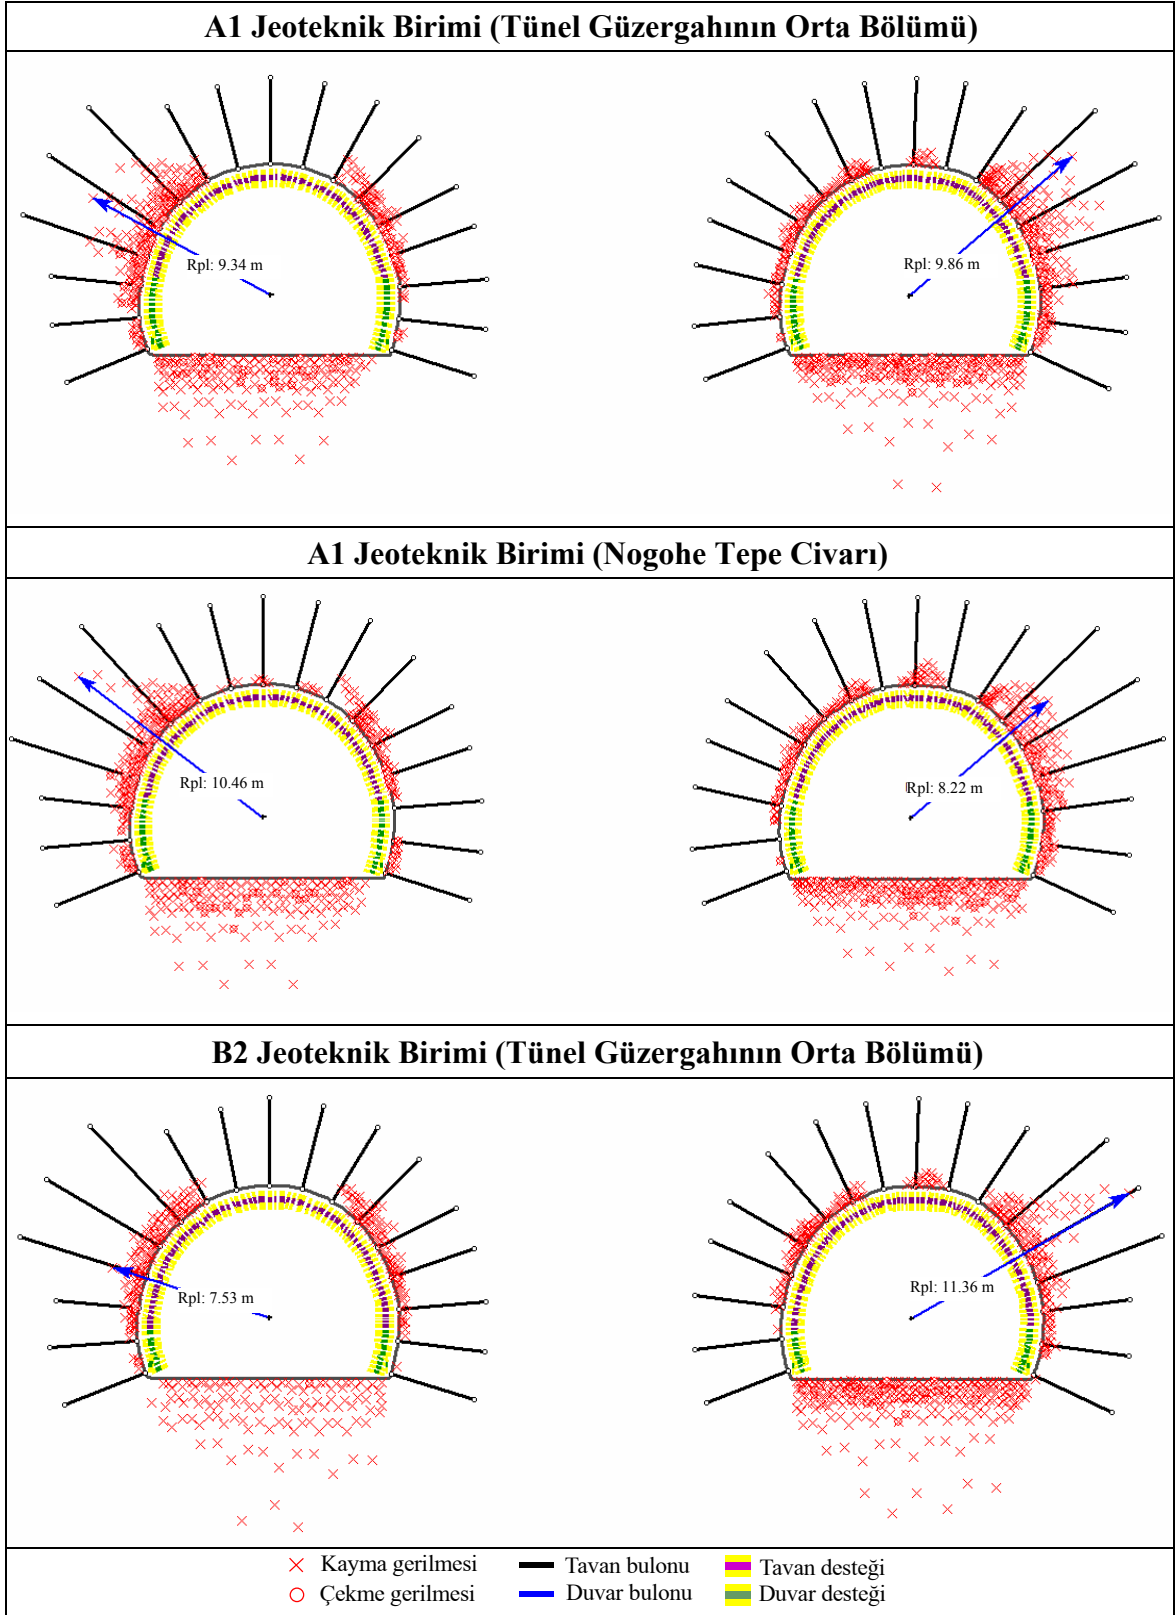 A1 Jeoteknik Birimi (Tünel Güzergahının Orta Bölümü)
Rpl: 9.34 m
Rpl: 9.86 m
A1 Jeoteknik Birimi (Nogohe Tepe Civarı)
Rpl: 10.46 m
Rpl: 8.22 m
B2 Jeoteknik Birimi (Tünel Güzergahının Orta Bölümü)
Rpl: 7.53 m
Rpl: 11.36 m
Kayma gerilmesi
Tavan bulonu
Tavan desteği
Çekme gerilmesi
Duvar bulonu
Duvar desteği